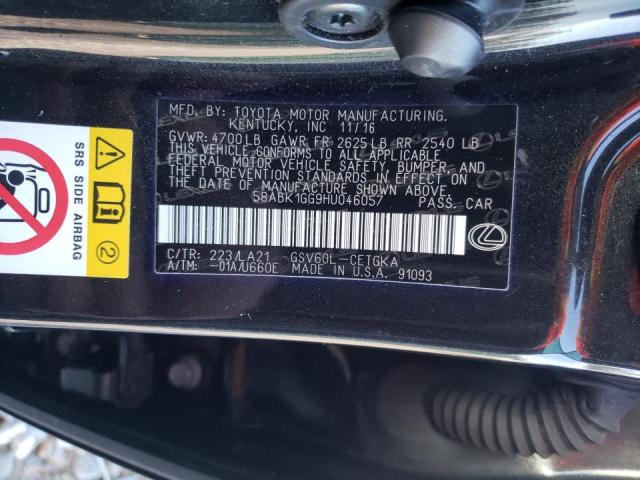 MFD. BY: TOYOTA MOTOR MANUFACTURING,
KENTUCKY, INC 11/16
GVWR: 4700LB GAWR FR 2625LB RR 2540 LB
THIS VEHICLE CONFORMS TO ALL APPLICABLE
FEDERAL MOTOR VEHICLE SAFETY, BUMPER, AND
THEFT PREVENTION STANDARDS IN EFFECT ON
THE DATE OF MANUFACTURE SHOWN ABOVE.
58ABK1GG9HU046057 PASS. CAR
C/TR: 223/LA21 GSV60L-CETGKA
A/TM: -01A/U660E MADE IN U.S.A. 91093
SRS SIDE AIRBAG
2